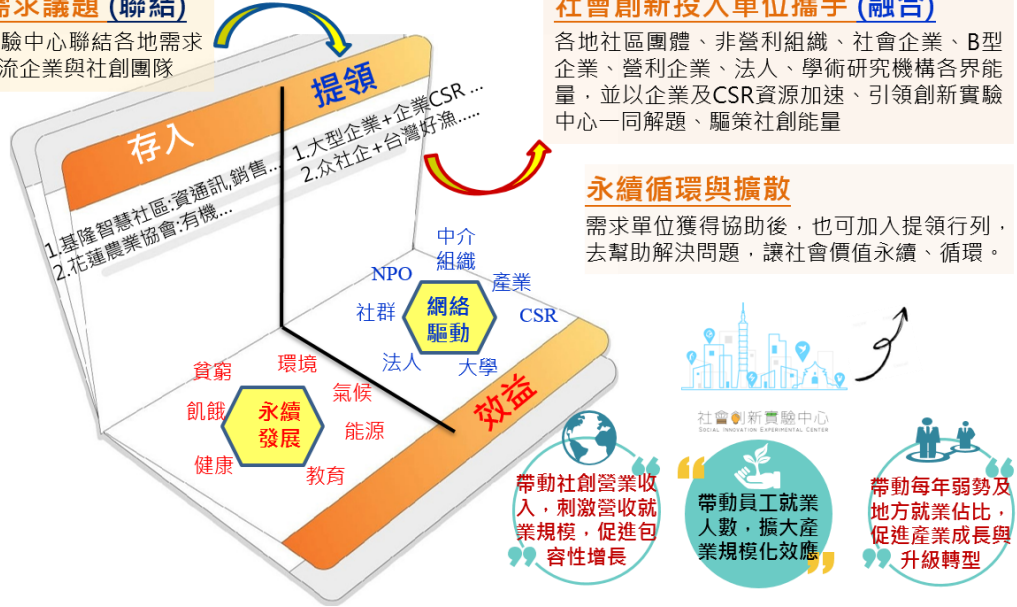 需求議題 (聯結)
驗中心聯結各地需求
流企業與社創團隊
社會創新投入單位攜手 (融合)
各地社區團體、非營利組織、社會企業、B型
企業、營利企業、法人、學術研究機構各界能
量，並以企業及CSR資源加速、引領創新實驗
中心一同解題、驅策社創能量
永續循環與擴散
需求單位獲得協助後，也可加入提領行列，
去幫助解決問題，讓社會價值永續、循環。
存入
1.基隆智慧社區:資通訊,銷售...
2.花蓮農業協會:有機...
提領
1.大型企業+企業CSR ...
2.众社企+台灣好漁.....
網絡
驅動
中介
組織
NPO
產業
社群
CSR
法人
大學
永續
發展
貧窮
環境
氣候
飢餓
能源
健康
教育
效益
社會創新實驗中心
SOCIAL INNOVATION EXPERIMENTAL CENTER
帶動社創營業收
入，刺激營收就
業規模，促進包
容性增長
帶動員工就業
人數，擴大產
業規模化效應
帶動每年弱勢及
地方就業佔比，
促進產業成長與
升級轉型